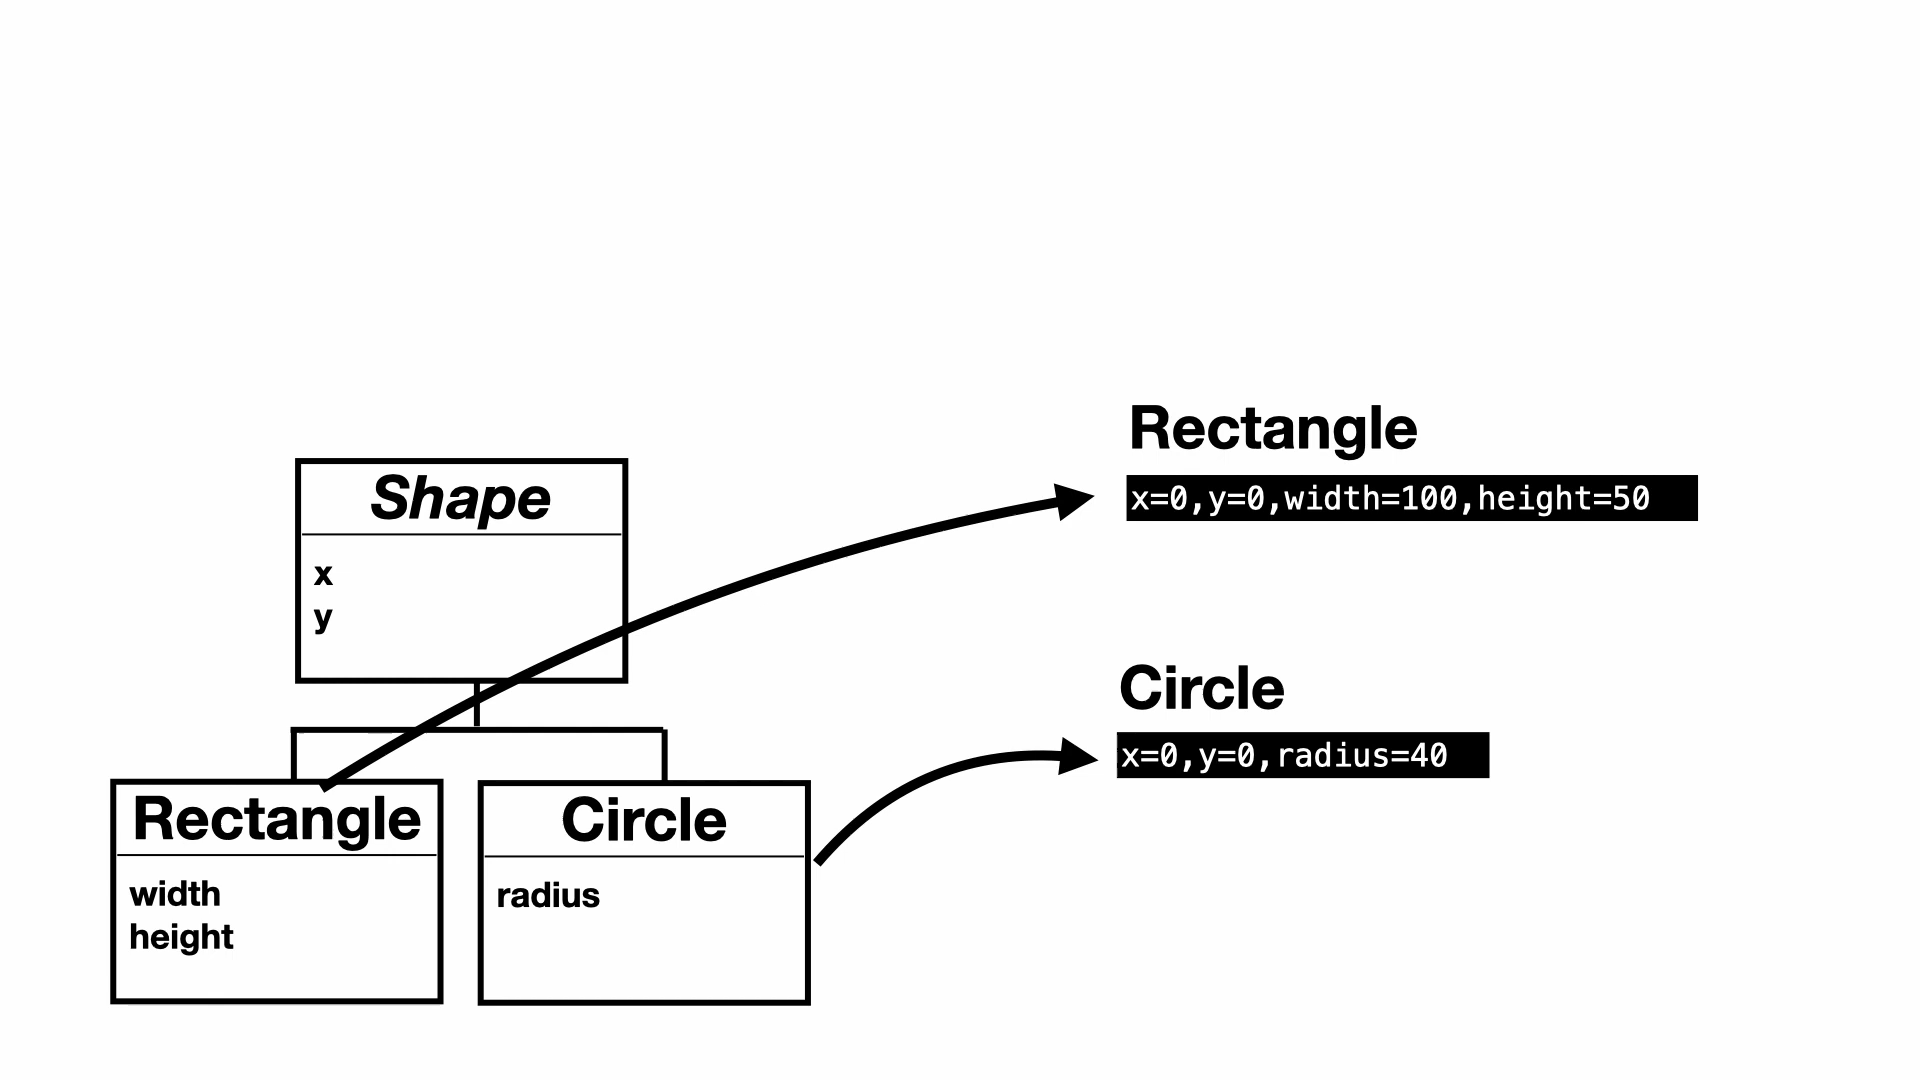 Shape
x
y
Rectangle
width
height
Circle
radius
Rectangle
x=0,y=0,width=100,height=50
Circle
x=0,y=0,radius=40